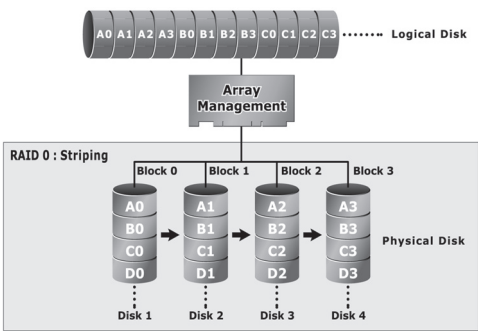 A0 A1 A2 A3 B0 B1 B2 B3 C0 C1 C2 C3 Logical Disk
Array
Management
RAID 0 : Striping
Block 0 Block 1 Block 2 Block 3
A0 A1 A2 A3
B0 B1 B2 B3
C0 C1 C2 C3
Physical Disk
D0 D1 D2 D3
Disk 1 Disk 2 Disk 3 Disk 4